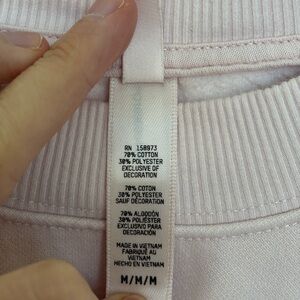 RN 158973
70% COTTON
30% POLYESTER
EXCLUSIVE OF
DECORATION
70% COTON
30% POLYESTER
SAUF DÉCORATION
70% ALGODÓN
30% POLIÉSTER
EXCLUSIVO PARA
DECORACIÓN
MADE IN VIETNAM
FABRIQUÉ AU
VIETNAM
HECHO EN VIETNAM
M/M/M